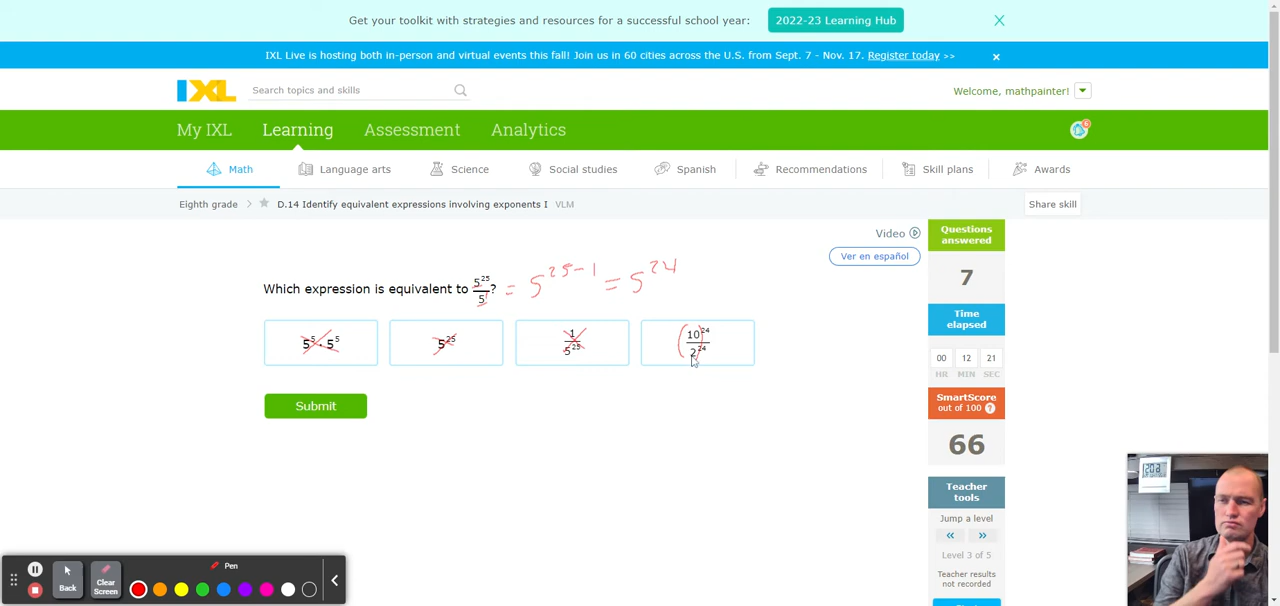 Get your toolkit with strategies and resources for a successful school year: 2022-23 Learning Hub
IXL Live is hosting both in-person and virtual events this fall! Join us in 60 cities across the U.S. from Sept. 7 - Nov. 17. Register today >>
IXL Search topics and skills Welcome, mathpainter!
My IXL Learning Assessment Analytics 6
Math Language arts Science Social studies Spanish Recommendations Skill plans Awards
Eighth grade > D.14 Identify equivalent expressions involving exponents I VLM Share skill
Video
Ver en español
Which expression is equivalent to 5^25/5^1? = 5^25-1 = 5^24
5^5 · 5^5 5^25 1/5^25 (10/2)^24 
Submit
Questions answered
7
Time elapsed
00 12 21
HR MIN SEC
SmartScore
out of 100 ?
66
Teacher tools
Jump a level
<< >>
Level 3 of 5
Teacher results
not recorded
Back
Clear Screen
Pen